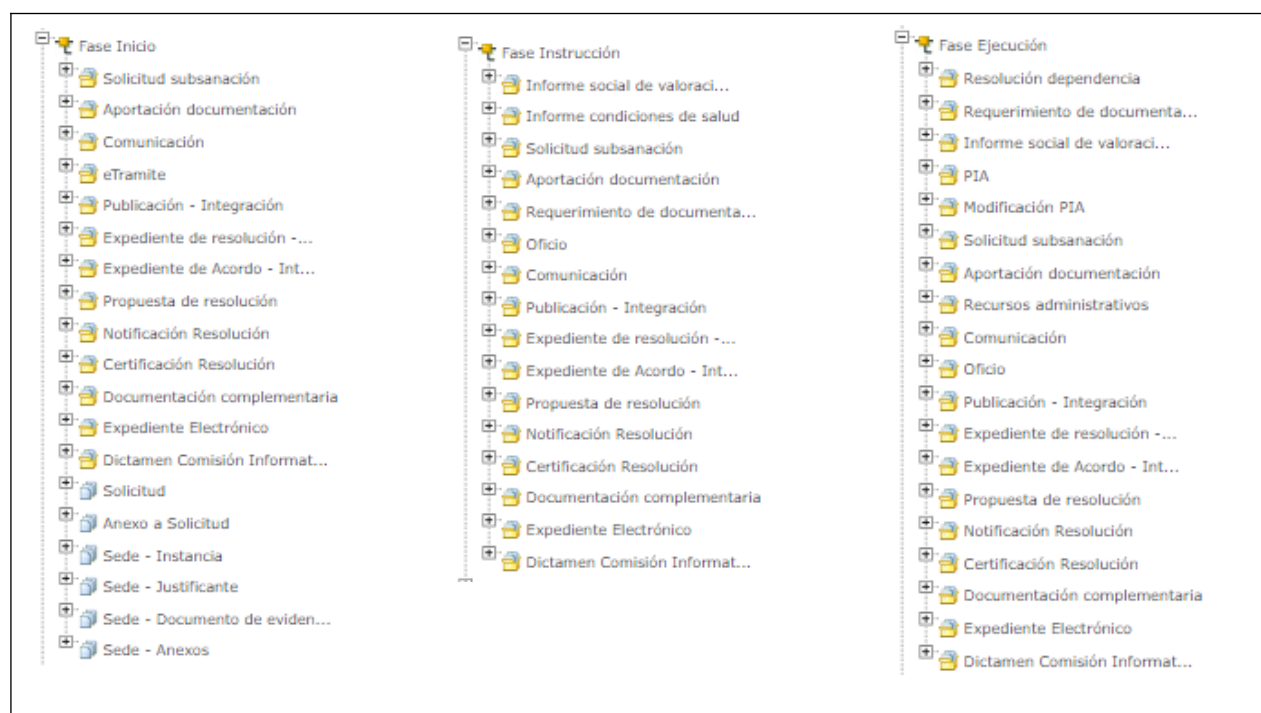 Fase Inicio
Solicitud subsanación
Aportación documentación
Comunicación
eTramite
Publicación - Integración
Expediente de resolución -...
Expediente de Acordo - Int...
Propuesta de resolución
Notificación Resolución
Certificación Resolución
Documentación complementaria
Expediente Electrónico
Dictamen Comisión Informat...
Solicitud
Anexo a Solicitud
Sede - Instancia
Sede - Justificante
Sede - Documento de eviden...
Sede - Anexos
Fase Instrucción
Informe social de valoraci...
Informe condiciones de salud
Solicitud subsanación
Aportación documentación
Requerimiento de documenta...
Oficio
Comunicación
Publicación - Integración
Expediente de resolución -...
Expediente de Acordo - Int...
Propuesta de resolución
Notificación Resolución
Certificación Resolución
Documentación complementaria
Expediente Electrónico
Dictamen Comisión Informat...
Fase Ejecución
Resolución dependencia
Requerimiento de documenta...
Informe social de valoraci...
PIA
Modificación PIA
Solicitud subsanación
Aportación documentación
Recursos administrativos
Comunicación
Oficio
Publicación - Integración
Expediente de resolución -...
Expediente de Acordo - Int...
Propuesta de resolución
Notificación Resolución
Certificación Resolución
Documentación complementaria
Expediente Electrónico
Dictamen Comisión Informat...